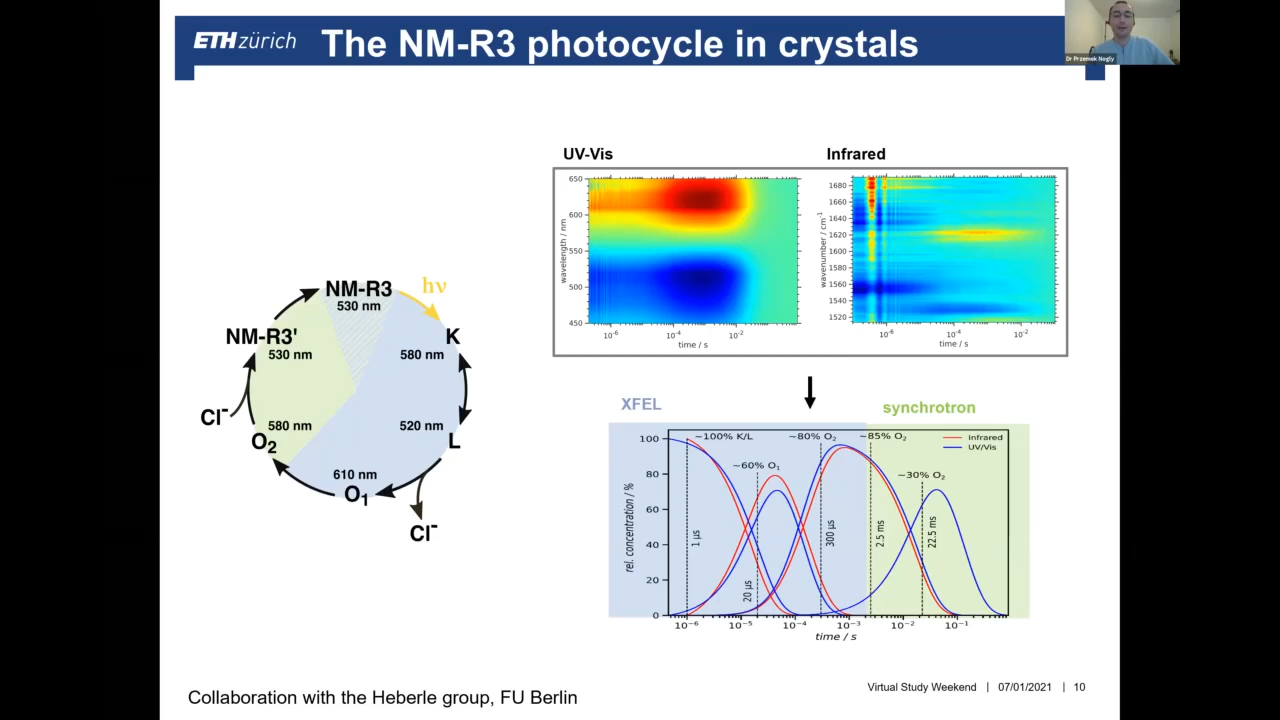 ETH zürich
The NM-R3 photocycle in crystals
Dr Przemek Nogly
UV-Vis
Infrared
650
600
550
500
450
wavelength / nm
10⁻⁶
10⁻⁴
10⁻²
time / s
1680
1660
1640
1620
1600
1580
1560
1540
1520
wavenumber / cm⁻¹
10⁻⁶
10⁻⁴
10⁻²
time / s
NM-R3
530 nm
hν
K
580 nm
L
520 nm
Cl⁻
O₁
610 nm
O₂
580 nm
Cl⁻
NM-R3'
530 nm
XFEL
synchrotron
~100% K/L
~60% O₁
~80% O₂
~85% O₂
~30% O₂
Infrared
UV/Vis
100
80
60
40
20
0
rel. concentration / %
1 µs
20 µs
300 µs
2.5 ms
22.5 ms
10⁻⁶
10⁻⁵
10⁻⁴
10⁻³
10⁻²
10⁻¹
time / s
Collaboration with the Heberle group, FU Berlin
Virtual Study Weekend | 07/01/2021 | 10